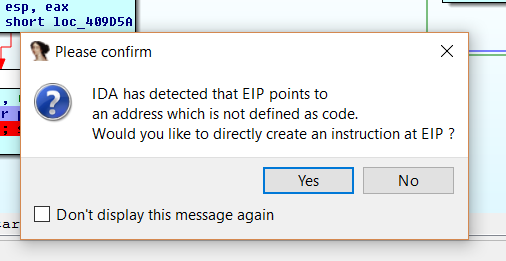 esp, eax
short loc_409D5A
Please confirm
IDA has detected that EIP points to
an address which is not defined as code.
Would you like to directly create an instruction at EIP ?
Yes
No
Don't display this message again